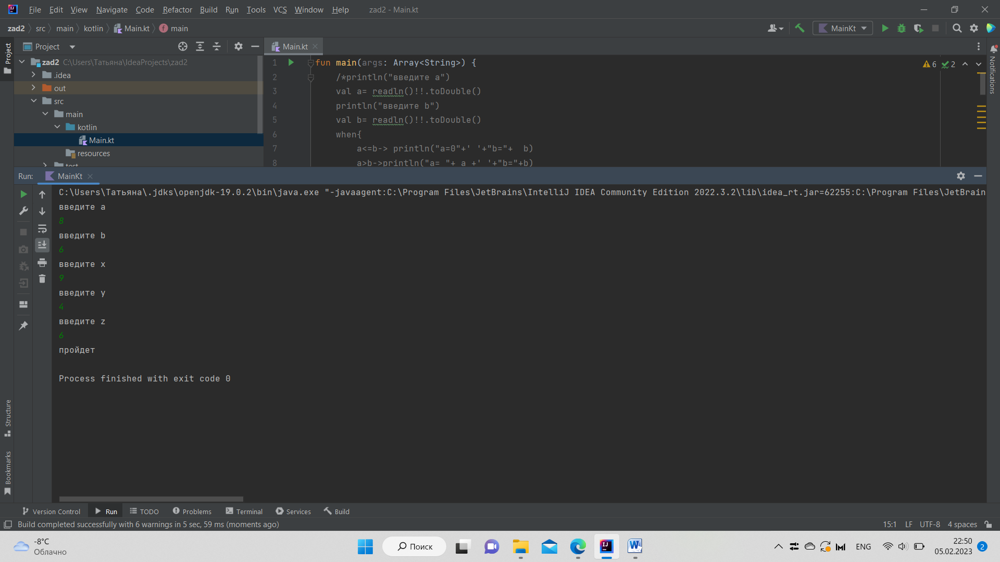 File Edit View Navigate Code Refactor Build Run Tools VCS Window Help zad2 - Main.kt
zad2 src main kotlin Main.kt main MainKt
Project Project Main.kt Notifications
zad2 C:\Users\Татьяна\IdeaProjects\zad2
.idea
out
src
main
kotlin
Main.kt
resources
test
6 2
1 fun main(args: Array<String>) {
2 /*println("введите a")
3 val a= readln()!!.toDouble()
4 println("введите b")
5 val b= readln()!!.toDouble()
6 when{
7 a<=b-> println("a=0"+' '+"b="+  b)
8 a>b->println("a= "+ a +' '+"b="+b)
Run: MainKt
C:\Users\Татьяна\.jdks\openjdk-19.0.2\bin\java.exe "-javaagent:C:\Program Files\JetBrains\IntelliJ IDEA Community Edition 2022.3.2\lib\idea_rt.jar=62255:C:\Program Files\JetBrain
введите a
8
введите b
6
введите x
9
введите y
4
введите z
6
пройдет
Process finished with exit code 0
Structure
Bookmarks
Version Control Run TODO Problems Terminal Services Build
Build completed successfully with 6 warnings in 5 sec, 59 ms (moments ago) 15:1 LF UTF-8 4 spaces
-8°C
Облачно
Поиск
ENG
22:50
05.02.2023
2